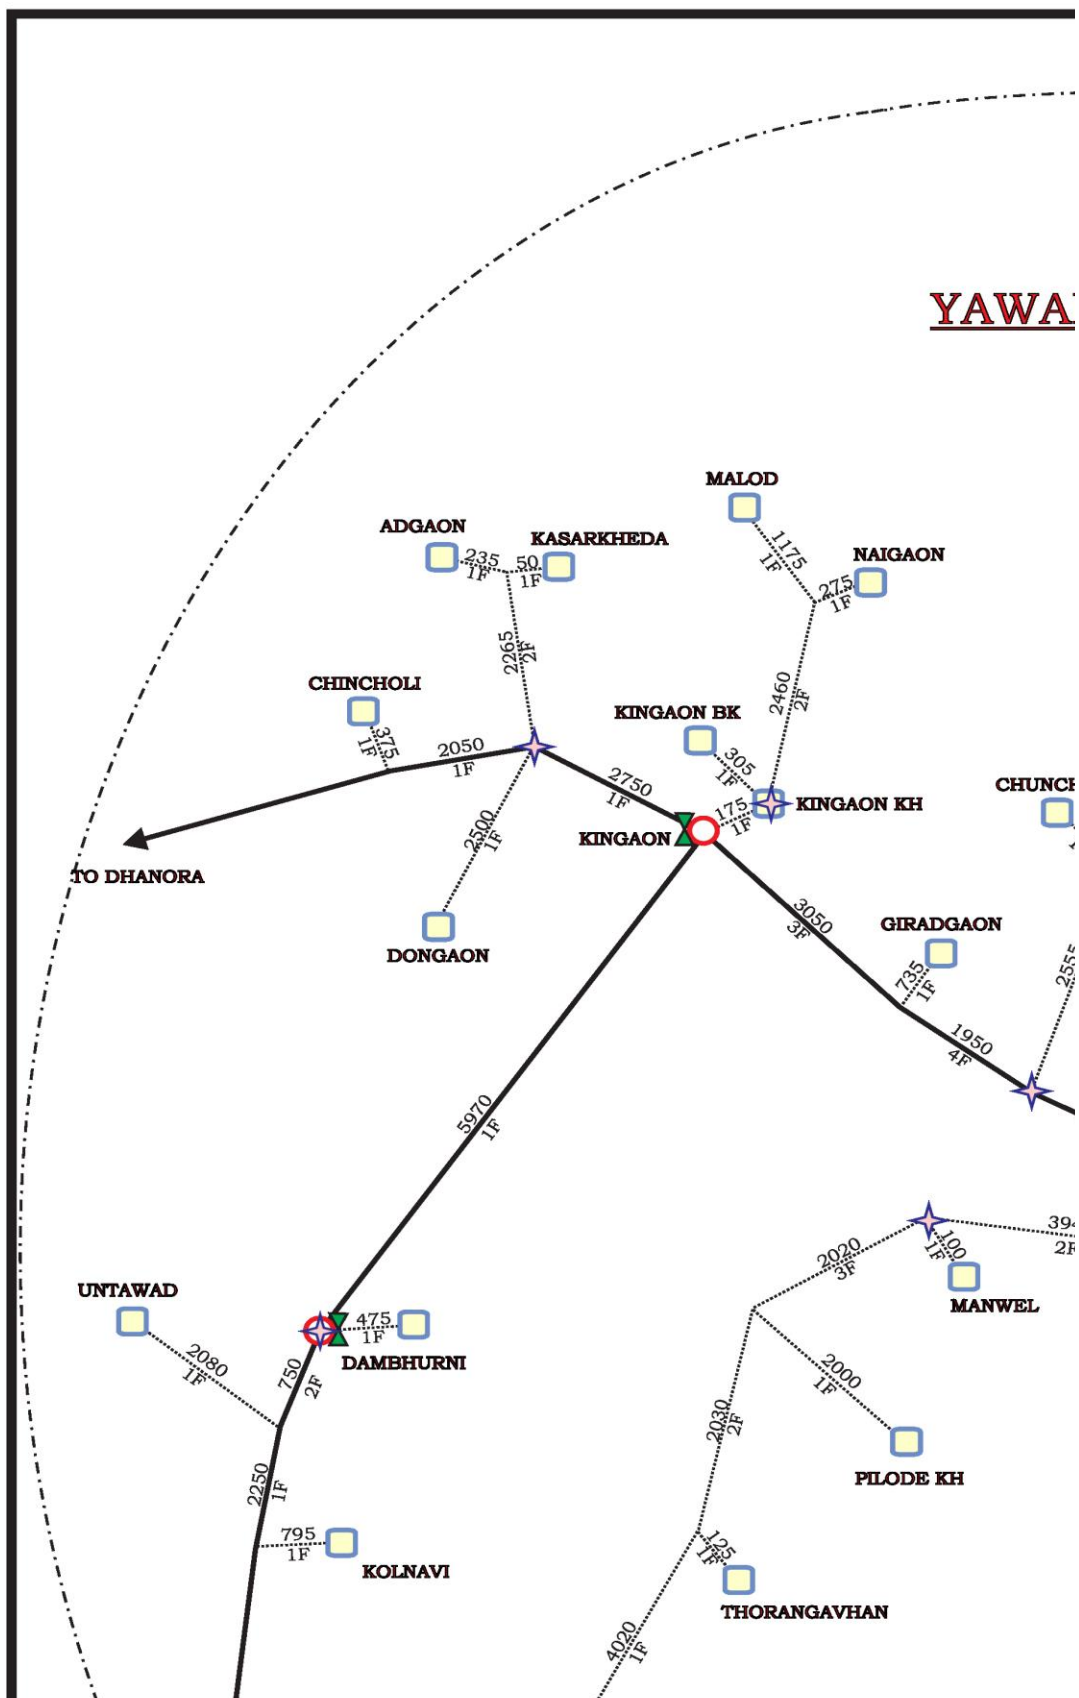 YAWA
MALOD
ADGAON
KASARKHEDA
1175
1F
NAIGAON
235
1F
50
1F
275
1F
2265
2F
CHINCHOLI
2460
2F
KINGAON BK
375
1F
2050
1F
305
1F
2750
1F
175
1F
KINGAON KH
CHUNCH
KINGAON
2500
1F
TO DHANORA
3050
3F
GIRADGAON
DONGAON
735
1F
2555
1950
4F
5970
1F
2020
3F
100
1F
394
2F
UNTAWAD
MANWEL
475
1F
DAMBHURNI
2080
1F
750
2F
2000
1F
2030
2F
PILODE KH
2250
1F
795
1F
KOLNAVI
125
1F
THORANGAVHAN
4020
1F